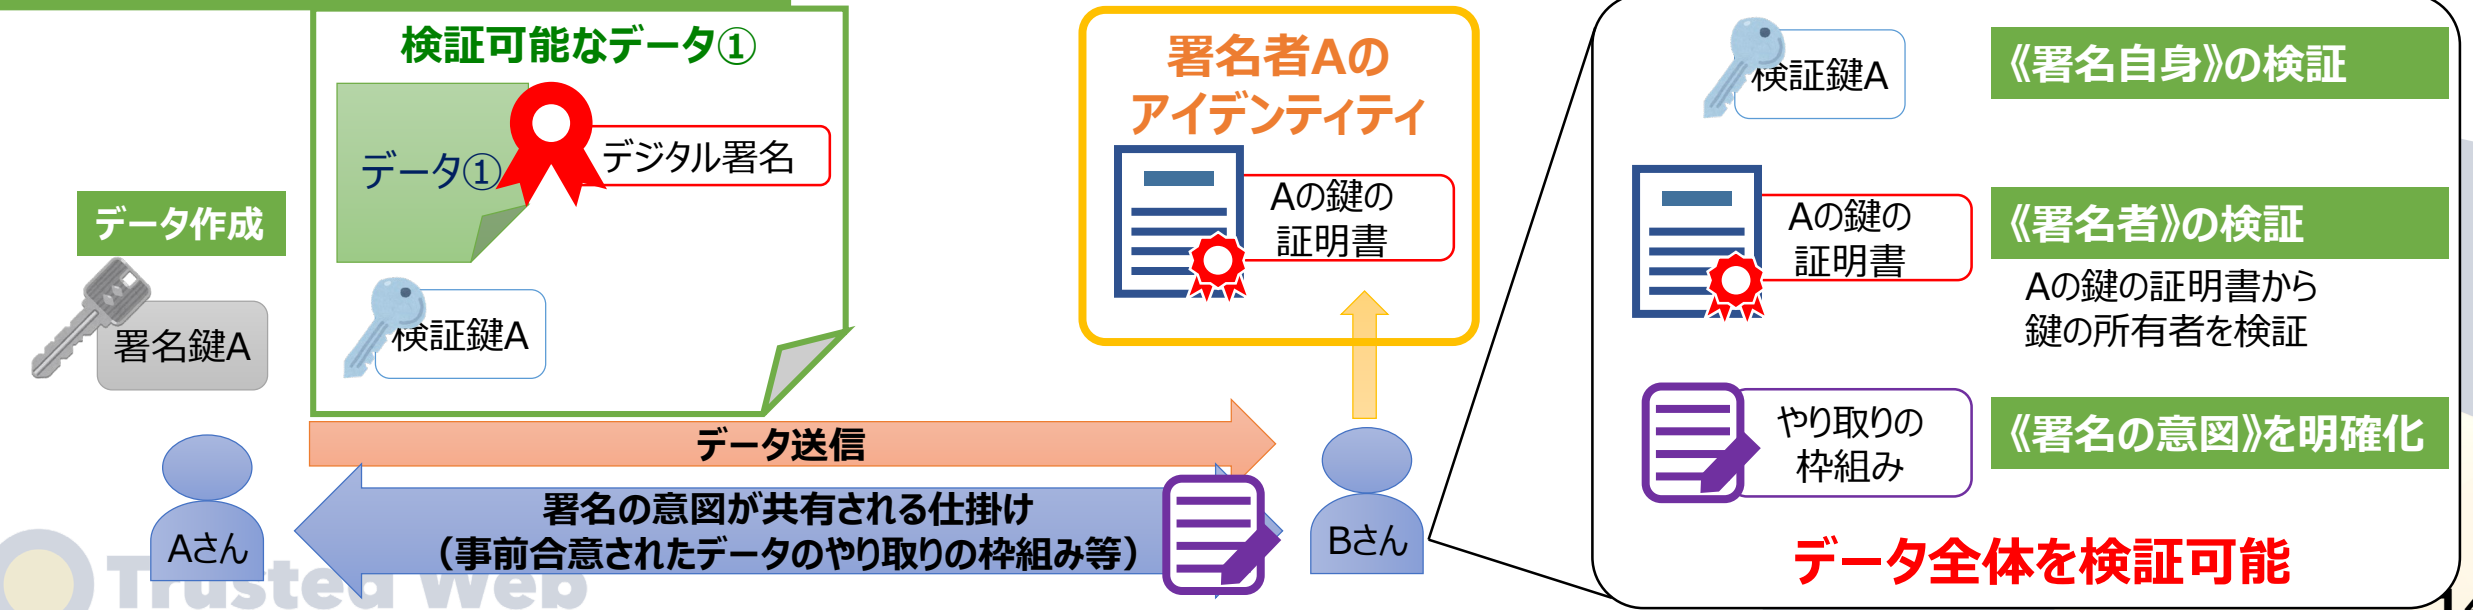 検証可能なデータ①
データ①
デジタル署名
データ作成
署名鍵A
検証鍵A
署名者Aの
アイデンティティ
Aの鍵の
証明書
データ送信
署名の意図が共有される仕掛け
（事前合意されたデータのやり取りの枠組み等）
Aさん
Bさん
検証鍵A
《署名自身》の検証
Aの鍵の
証明書
《署名者》の検証
Aの鍵の証明書から
鍵の所有者を検証
やり取りの
枠組み
《署名の意図》を明確化
データ全体を検証可能
Trusted Web